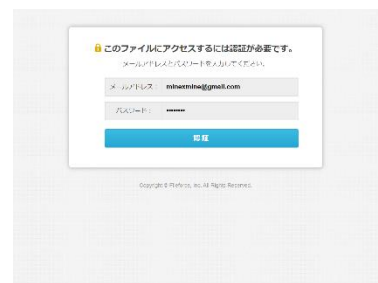 このファイルにアクセスするには認証が必要です。
メールアドレスとパスワードを入力してください。
メールアドレス： minexmine@gmail.com
パスワード： ••••••••
認証
Copyright © Fileforce, Inc. All Rights Reserves.